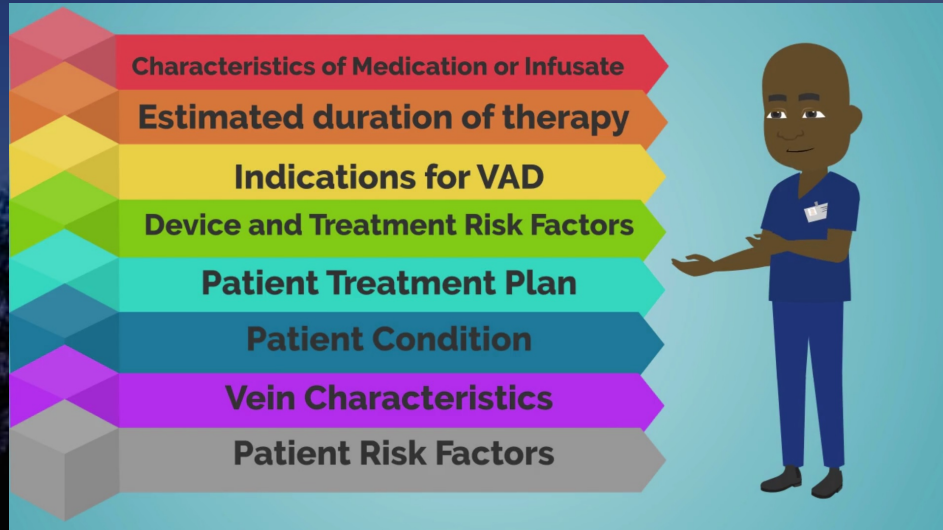 Characteristics of Medication or Infusate
Estimated duration of therapy
Indications for VAD
Device and Treatment Risk Factors
Patient Treatment Plan
Patient Condition
Vein Characteristics
Patient Risk Factors